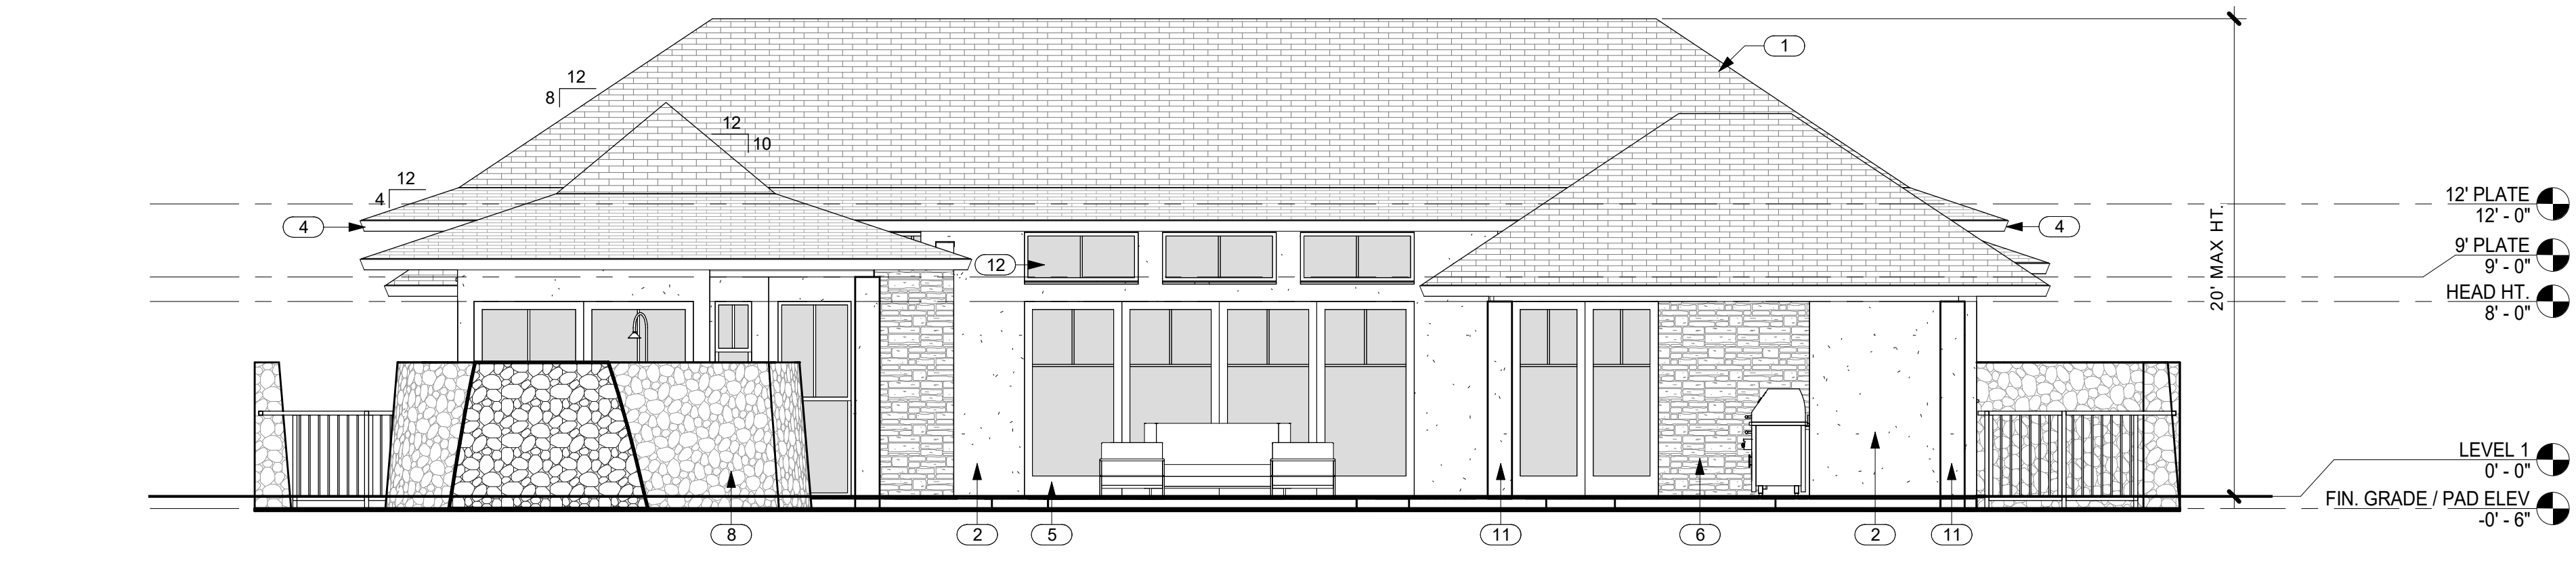 1
12
8
12
10
12
4
4
12
4
12' PLATE
12' - 0"
9' PLATE
9' - 0"
HEAD HT.
8' - 0"
20' MAX HT.
LEVEL 1
0' - 0"
FIN. GRADE / PAD ELEV
-0' - 6"
8
2
5
11
6
2
11